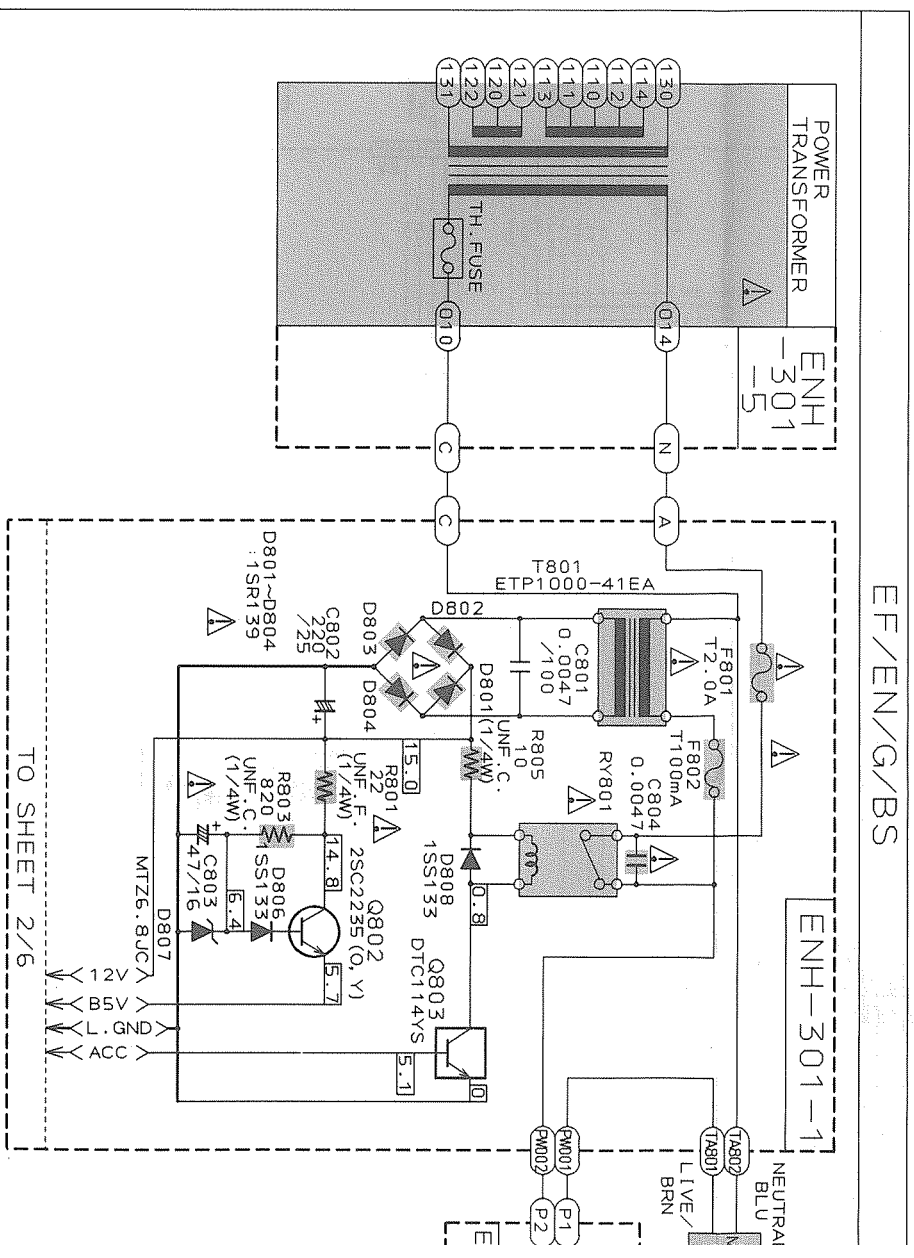 EF/EN/G/BS
POWER
TRANSFORMER
ENH
-301
-5
130
114
112
110
111
113
121
120
122
131
TH.FUSE
014
010
N
C
A
C
ENH-301-1
F801
T2.0A
F802
T100mA
T801
ETP1000-41EA
C801
0.0047
/100
C804
0.0047
RY801
R805
10
UNF.C.
(1/4W)
D801
D802
D803
D804
D801~D804
:1SR139
C802
220
/25
+
15.0
R801
22
UNF.F.
(1/4W)
D808
1SS133
0.8
Q803
DTC114YS
0
5.1
Q802
2SC2235(O,Y)
14.8
5.7
D806
1SS133
R803
820
UNF.C.
(1/4W)
6.4
C803
47/16
+
D807
MTZ6.8JC
12V
B5V
L.GND
ACC
TO SHEET 2/6
NEUTRAL
BLU
LIVE/
BRN
TA802
TA801
PW001
PW002
P1
P2
N
E